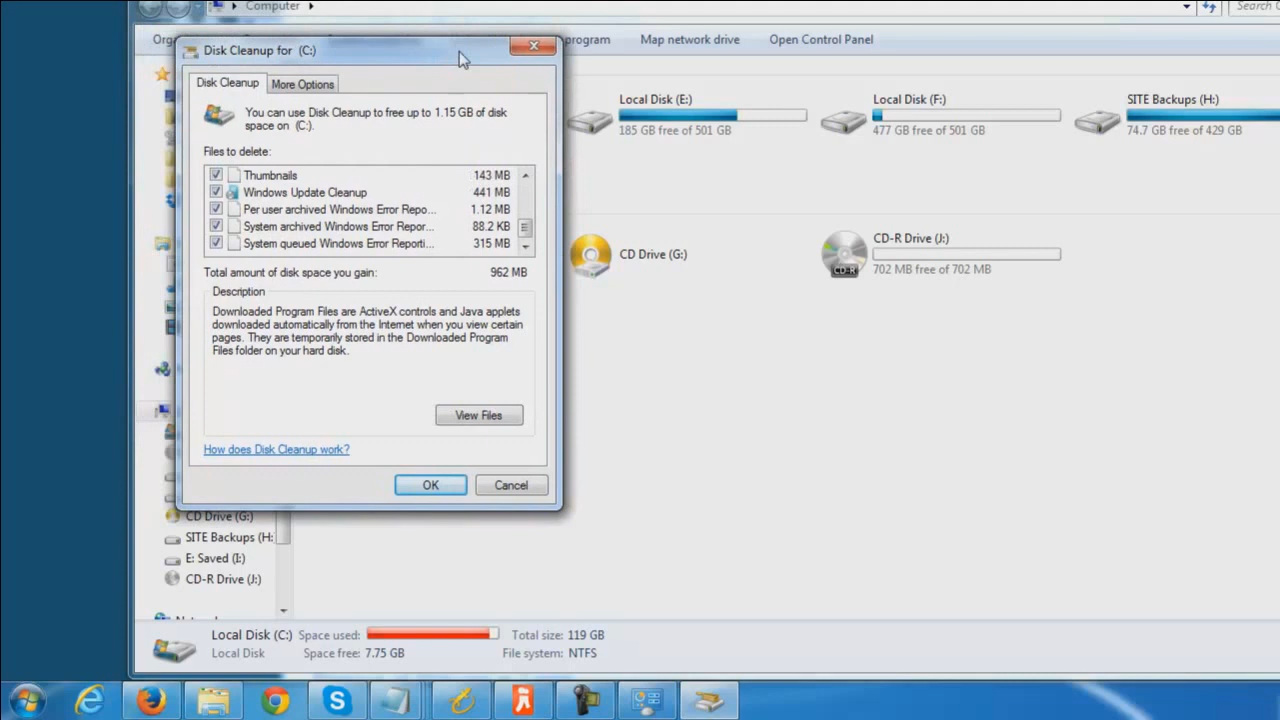 Computer
Search C
Org
program
Map network drive
Open Control Panel
Disk Cleanup for (C:)
Disk Cleanup
More Options
You can use Disk Cleanup to free up to 1.15 GB of disk
space on (C:).
Files to delete:
Thumbnails 143 MB
Windows Update Cleanup 441 MB
Per user archived Windows Error Repo... 1.12 MB
System archived Windows Error Repor... 88.2 KB
System queued Windows Error Reporti... 315 MB
Total amount of disk space you gain: 962 MB
Description
Downloaded Program Files are ActiveX controls and Java applets
downloaded automatically from the Internet when you view certain
pages. They are temporarily stored in the Downloaded Program
Files folder on your hard disk.
View Files
How does Disk Cleanup work?
OK
Cancel
Local Disk (E:)
185 GB free of 501 GB
Local Disk (F:)
477 GB free of 501 GB
SITE Backups (H:)
74.7 GB free of 429 GB
CD Drive (G:)
CD-R Drive (J:)
702 MB free of 702 MB
CD-R
CD Drive (G:)
SITE Backups (H:
E: Saved (I:)
CD-R Drive (J:)
Local Disk (C:) Space used: Total size: 119 GB
Local Disk Space free: 7.75 GB File system: NTFS